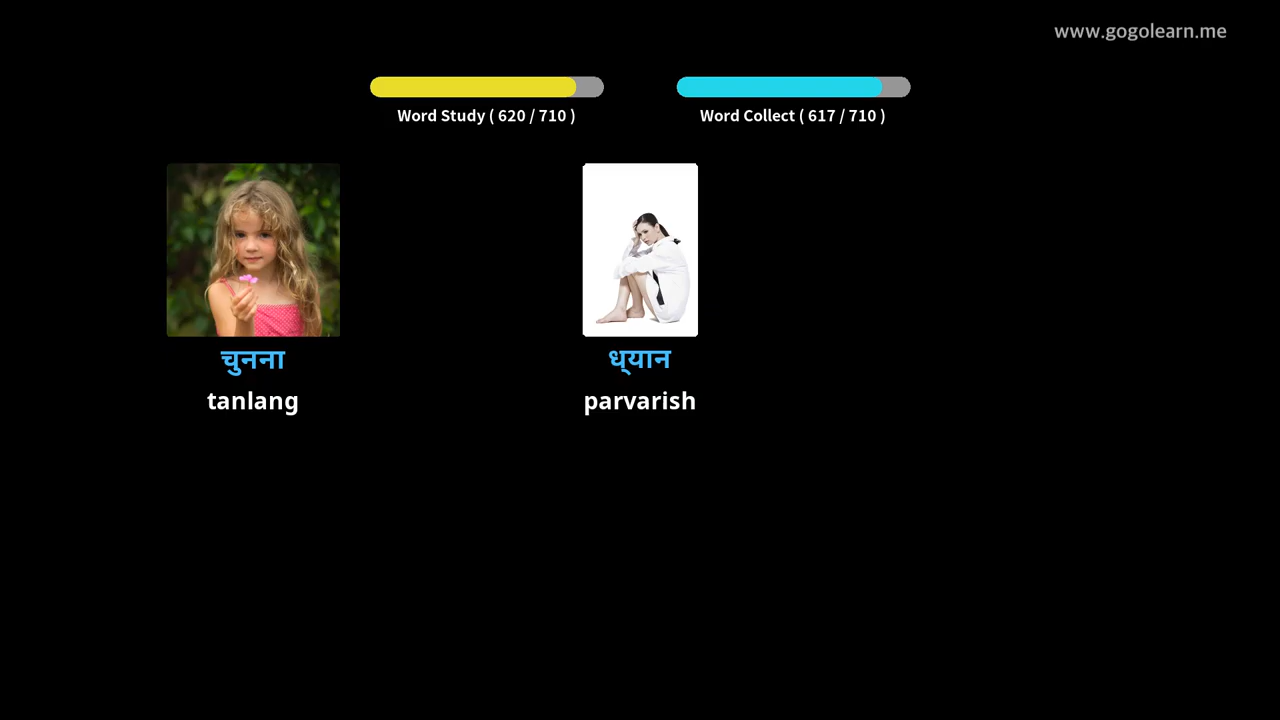 www.gogolearn.me
Word Study ( 620 / 710 )
Word Collect ( 617 / 710 )
चुनना
ध्यान
tanlang
parvarish